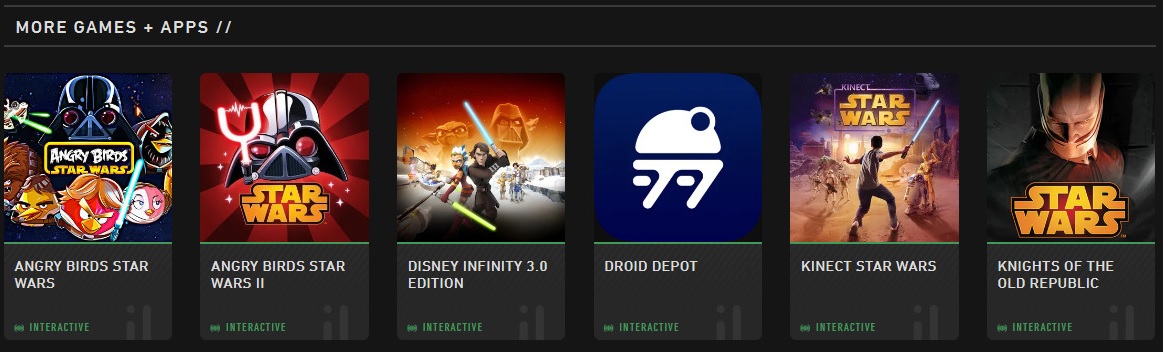 MORE GAMES + APPS //
ANGRY BIRDS
STAR WARS
ANGRY BIRDS STAR
WARS
INTERACTIVE
STAR
WARS
ANGRY BIRDS STAR
WARS II
INTERACTIVE
DISNEY INFINITY 3.0
EDITION
INTERACTIVE
DROID DEPOT
INTERACTIVE
KINECT
STAR
WARS
KINECT STAR WARS
INTERACTIVE
STAR
WARS
KNIGHTS OF THE
OLD REPUBLIC
INTERACTIVE